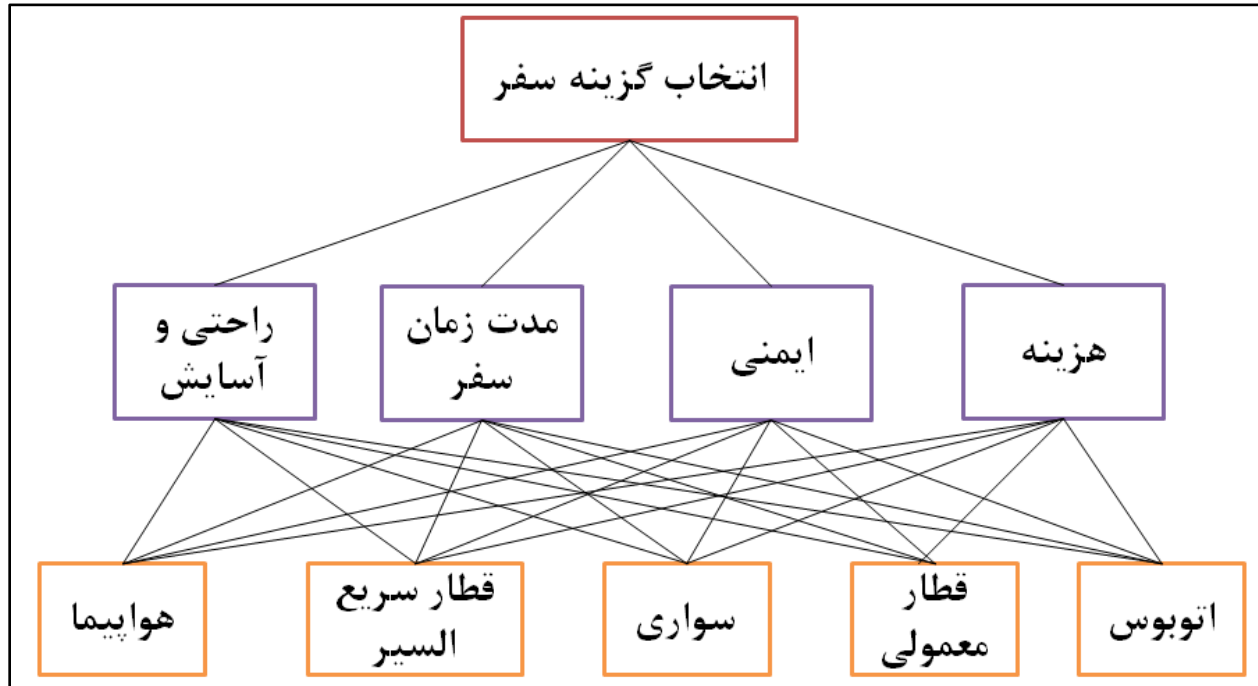 انتخاب گزینه سفر
هزینه
ایمنی
مدت زمان
سفر
راحتی و
آسایش
اتوبوس
قطار
معمولی
سواری
قطار سریع
السیر
هواپیما